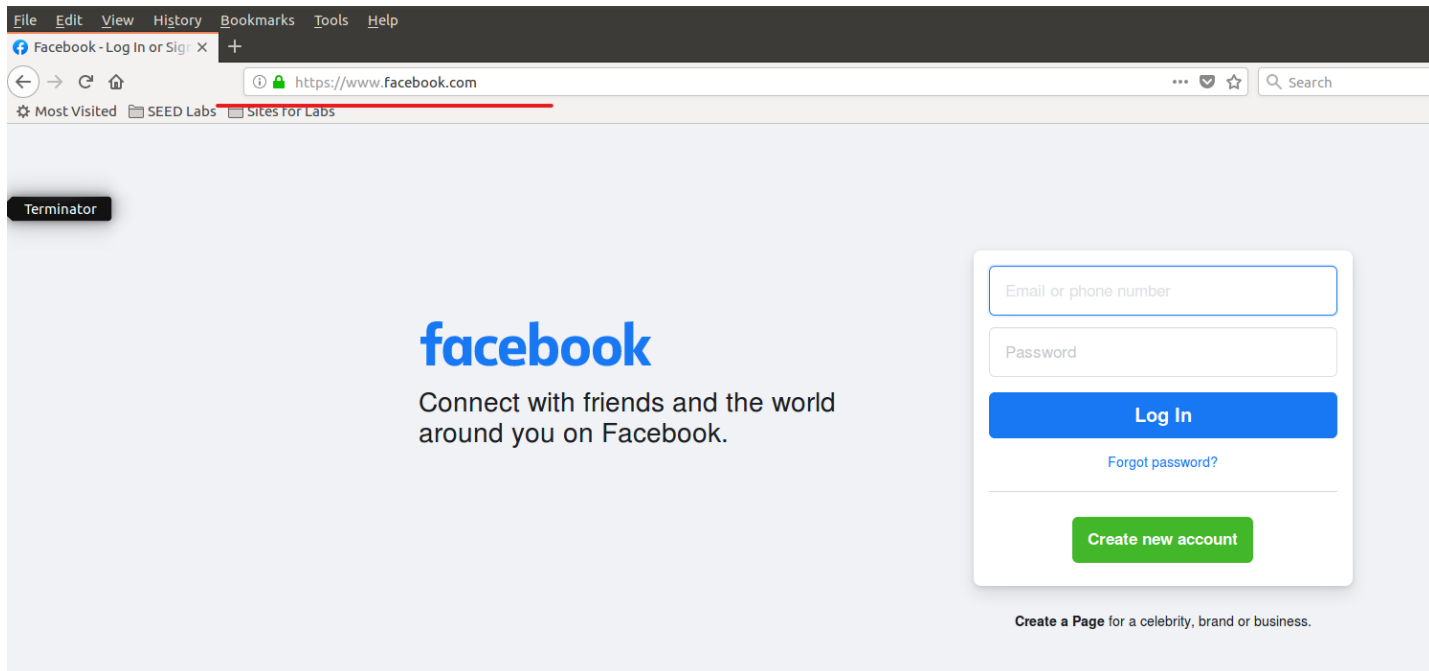 File Edit View History Bookmarks Tools Help
Facebook - Log In or Sign
https://www.facebook.com
Search
Most Visited SEED Labs Sites for Labs
Terminator
Email or phone number
Password
facebook
Connect with friends and the world
around you on Facebook.
Log In
Forgot password?
Create new account
Create a Page for a celebrity, brand or business.